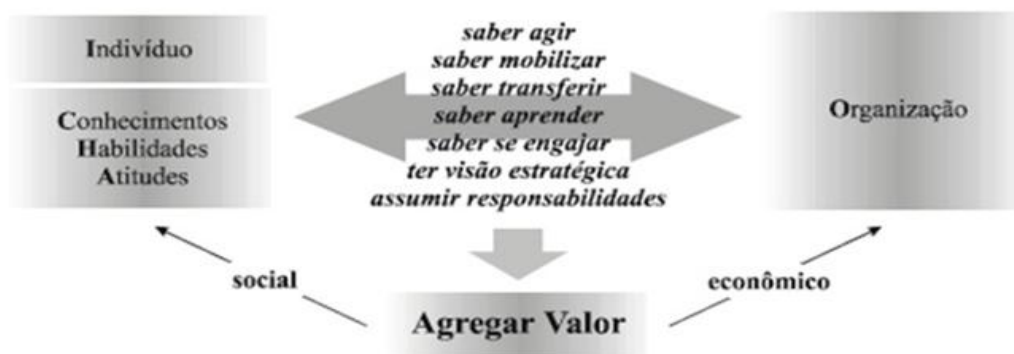 Indivíduo
Conhecimentos
Habilidades
Atitudes
saber agir
saber mobilizar
saber transferir
saber aprender
saber se engajar
ter visão estratégica
assumir responsabilidades
Organização
social
econômico
Agregar Valor